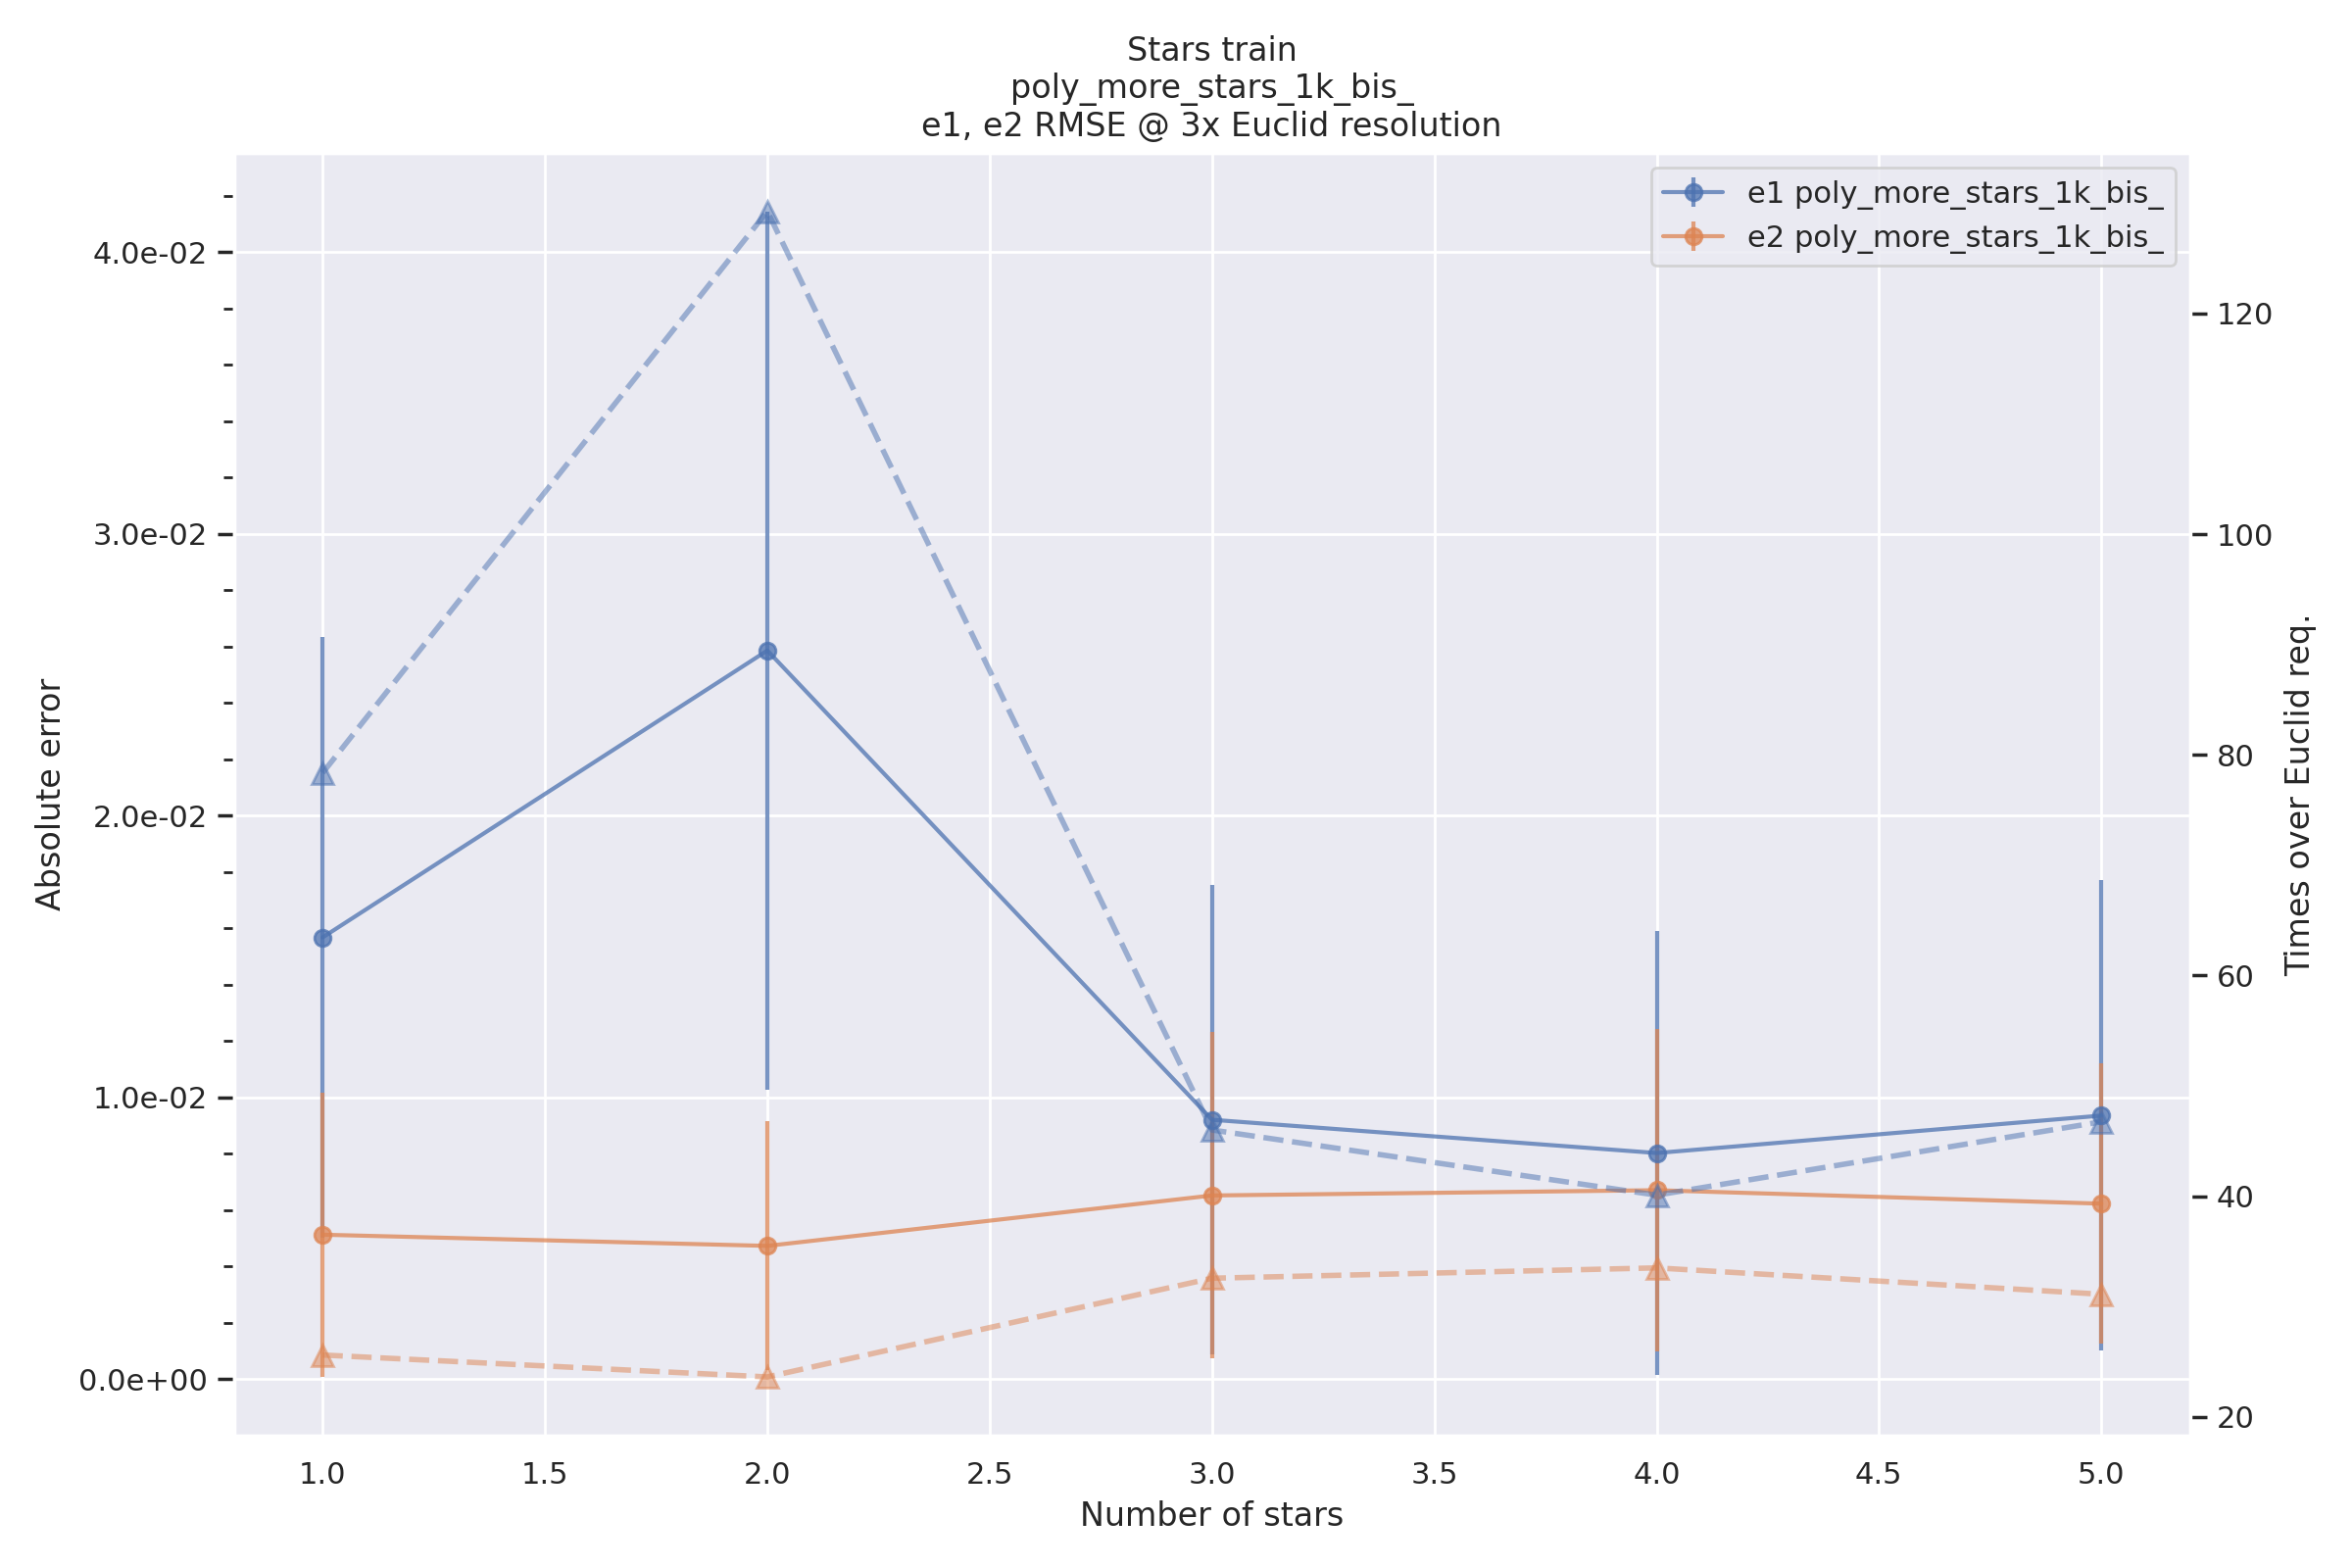 Stars train
poly_more_stars_1k_bis_
e1, e2 RMSE @ 3x Euclid resolution
e1 poly_more_stars_1k_bis_
e2 poly_more_stars_1k_bis_
Absolute error
4.0e-02
3.0e-02
2.0e-02
1.0e-02
0.0e+00
120
100
80
60
40
20
Times over Euclid req.
1.0 1.5 2.0 2.5 3.0 3.5 4.0 4.5 5.0
Number of stars